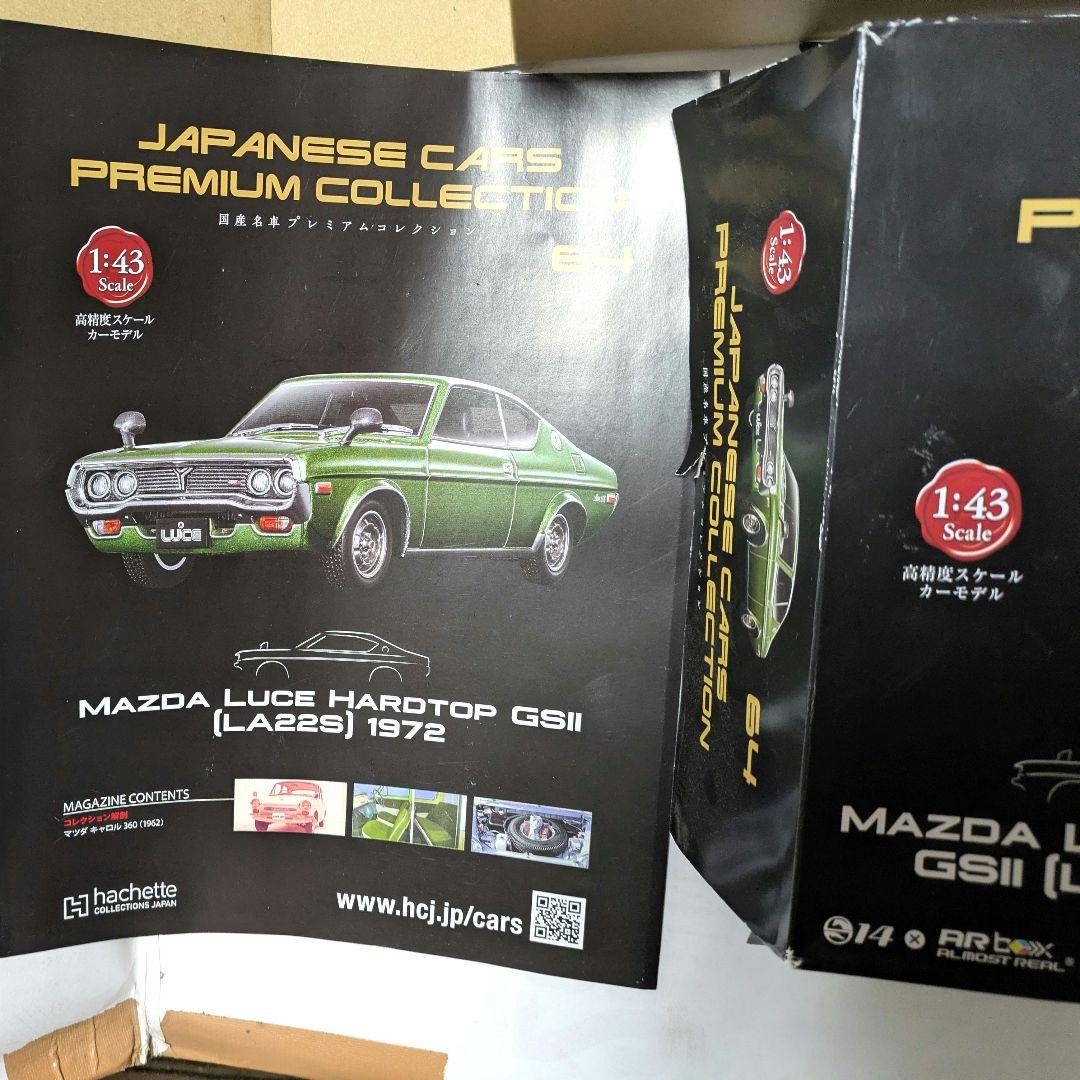 JAPANESE CARS
PREMIUM COLLECTION
国産名車プレミアムコレクション
64
1:43
Scale
高精度スケール
カーモデル
LUCE
MAZDA LUCE HARDTOP GSII
(LA22S) 1972
MAGAZINE CONTENTS
コレクション解剖
マツダ キャロル 360 (1962)
hachette
COLLECTIONS JAPAN
www.hcj.jp/cars
1:43
Scale
JAPANESE CARS
PREMIUM COLLECTION
64
LUCE
P
1:43
Scale
高精度スケール
カーモデル
MAZDA L
GSII (L
14 × ARbox
ALMOST REAL®